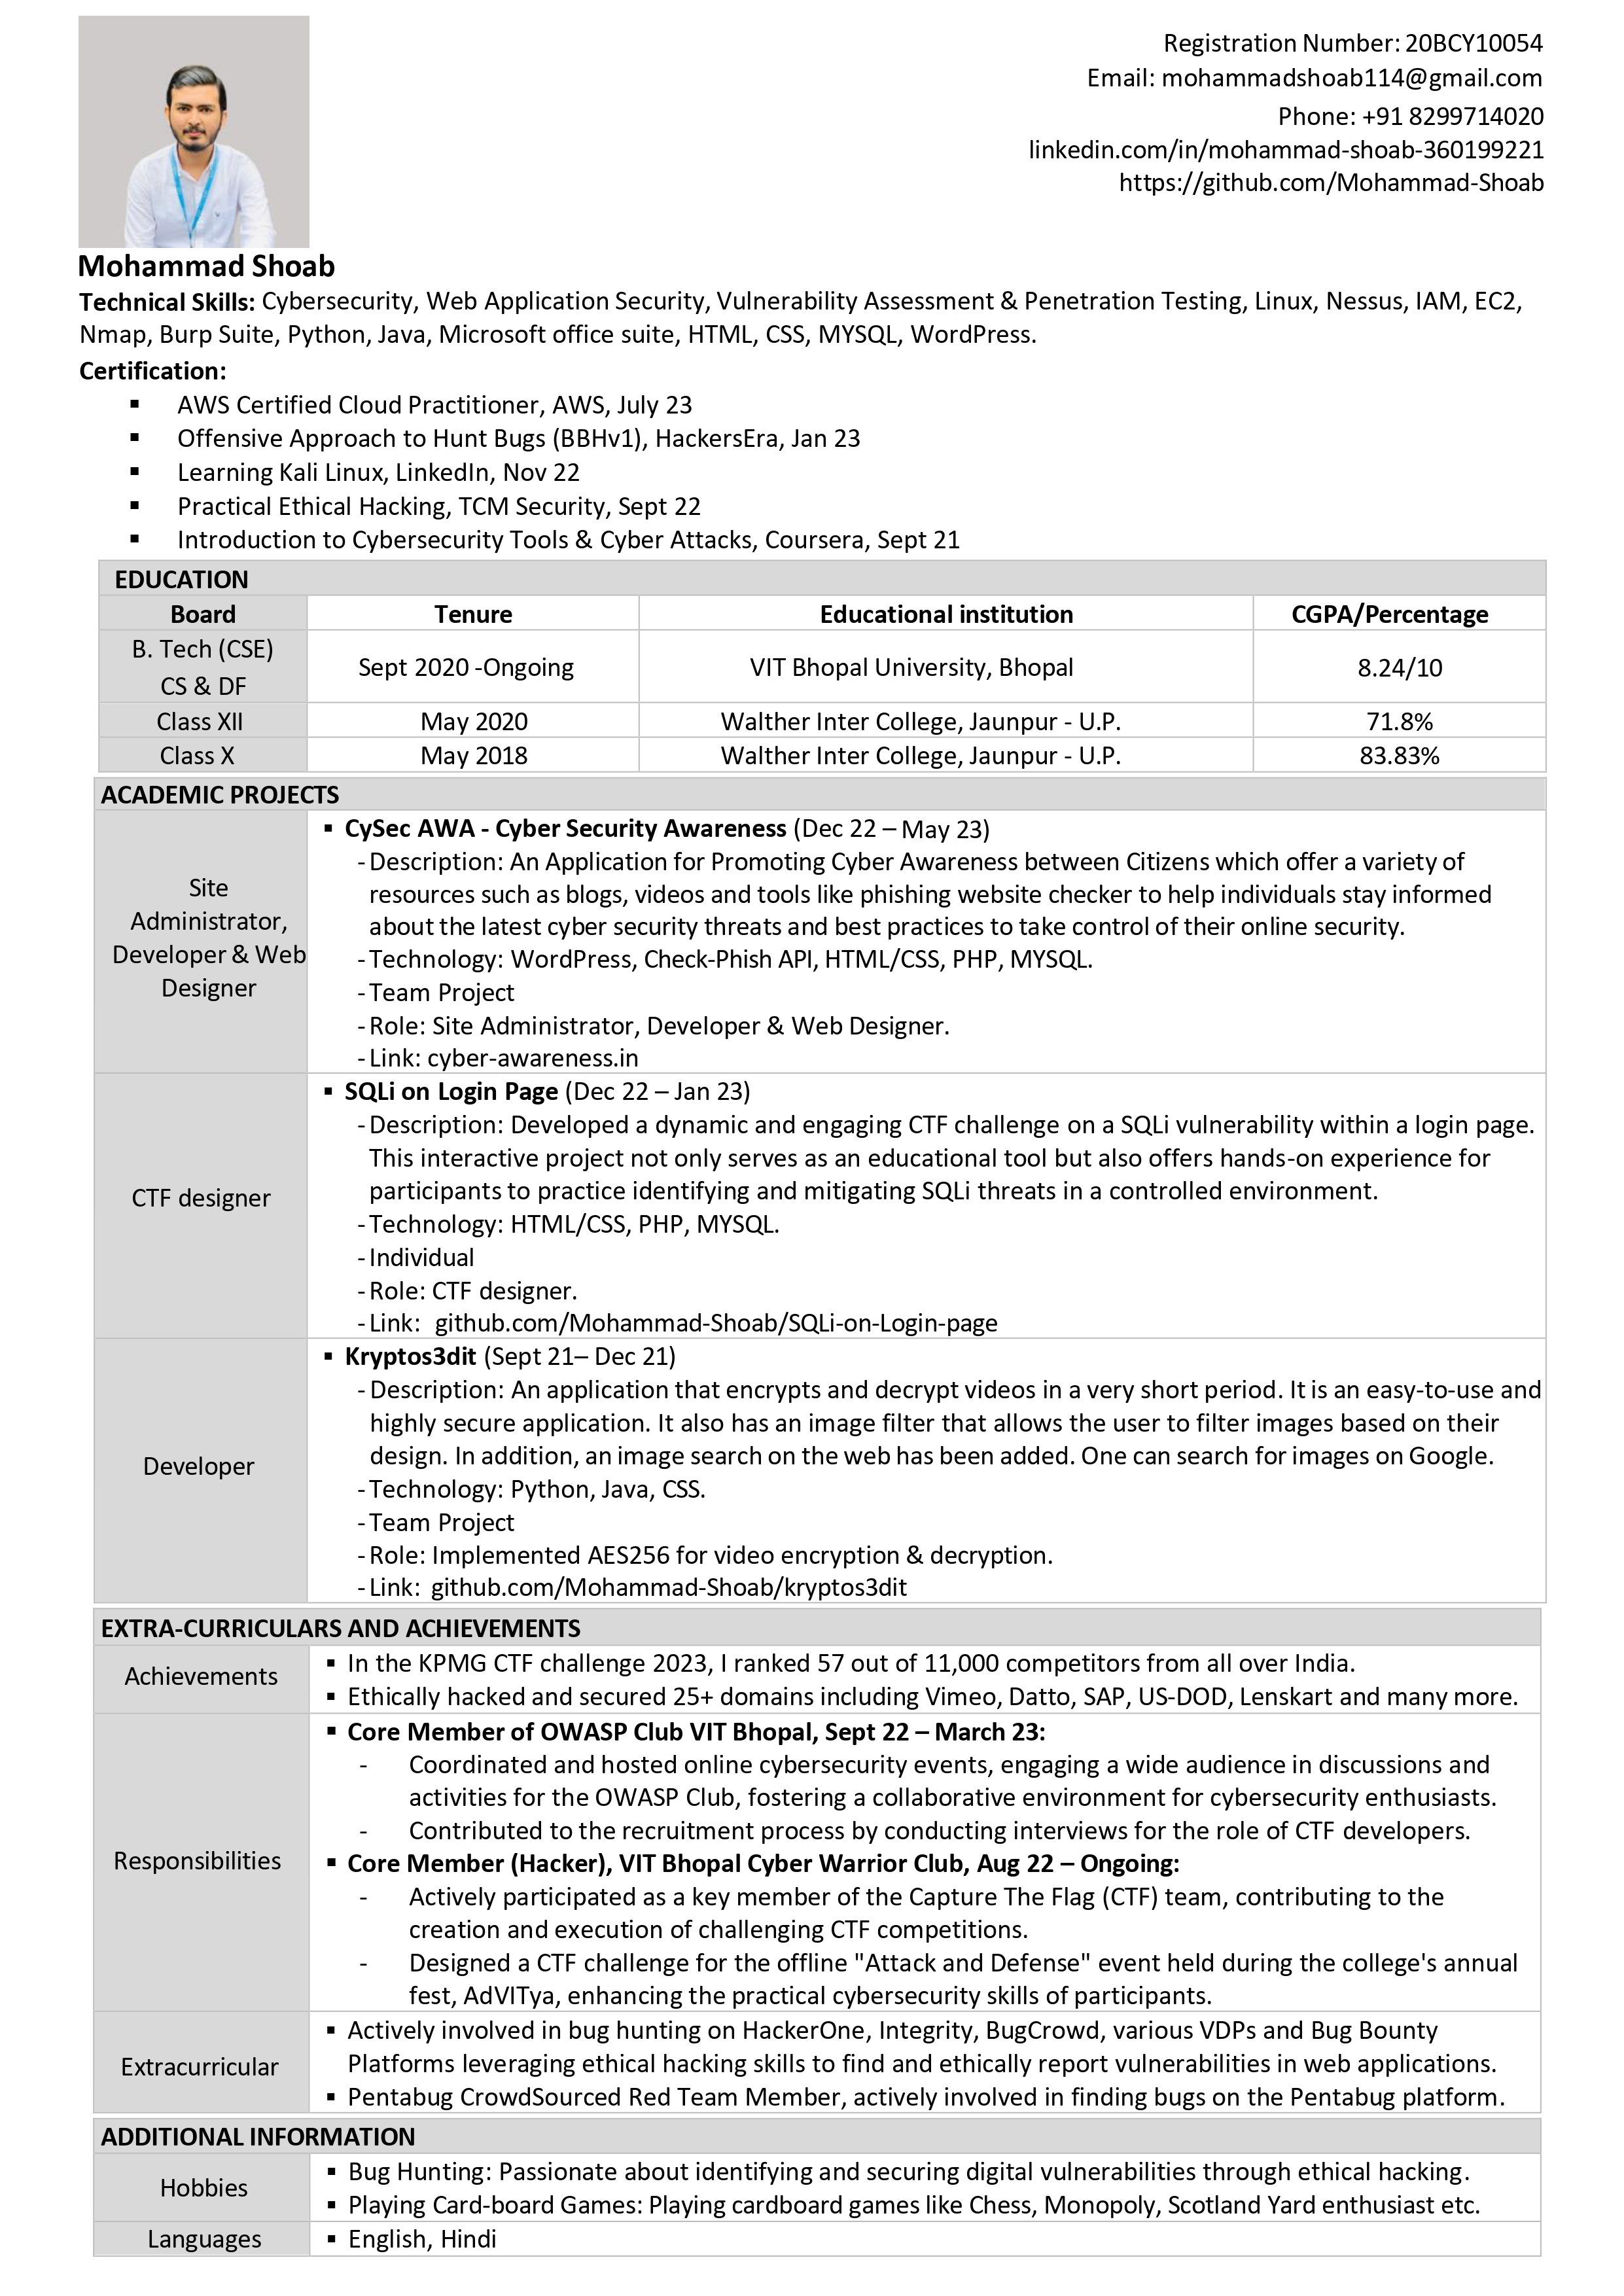 Registration Number: 20BCY10054
Email: mohammadshoab114@gmail.com
Phone: +91 8299714020
linkedin.com/in/mohammad-shoab-360199221
https://github.com/Mohammad-Shoab
Mohammad Shoab
Technical Skills: Cybersecurity, Web Application Security, Vulnerability Assessment & Penetration Testing, Linux, Nessus, IAM, EC2,
Nmap, Burp Suite, Python, Java, Microsoft office suite, HTML, CSS, MYSQL, WordPress.
Certification:
▪ AWS Certified Cloud Practitioner, AWS, July 23
▪ Offensive Approach to Hunt Bugs (BBHv1), HackersEra, Jan 23
▪ Learning Kali Linux, LinkedIn, Nov 22
▪ Practical Ethical Hacking, TCM Security, Sept 22
▪ Introduction to Cybersecurity Tools & Cyber Attacks, Coursera, Sept 21
EDUCATION
Board Tenure Educational institution CGPA/Percentage
B. Tech (CSE)
CS & DF Sept 2020 -Ongoing VIT Bhopal University, Bhopal 8.24/10
Class XII May 2020 Walther Inter College, Jaunpur - U.P. 71.8%
Class X May 2018 Walther Inter College, Jaunpur - U.P. 83.83%
ACADEMIC PROJECTS
Site
Administrator,
Developer & Web
Designer
▪ CySec AWA - Cyber Security Awareness (Dec 22 – May 23)
- Description: An Application for Promoting Cyber Awareness between Citizens which offer a variety of
resources such as blogs, videos and tools like phishing website checker to help individuals stay informed
about the latest cyber security threats and best practices to take control of their online security.
- Technology: WordPress, Check-Phish API, HTML/CSS, PHP, MYSQL.
- Team Project
- Role: Site Administrator, Developer & Web Designer.
- Link: cyber-awareness.in
CTF designer
▪ SQLi on Login Page (Dec 22 – Jan 23)
- Description: Developed a dynamic and engaging CTF challenge on a SQLi vulnerability within a login page.
This interactive project not only serves as an educational tool but also offers hands-on experience for
participants to practice identifying and mitigating SQLi threats in a controlled environment.
- Technology: HTML/CSS, PHP, MYSQL.
- Individual
- Role: CTF designer.
- Link: github.com/Mohammad-Shoab/SQLi-on-Login-page
Developer
▪ Kryptos3dit (Sept 21– Dec 21)
- Description: An application that encrypts and decrypt videos in a very short period. It is an easy-to-use and
highly secure application. It also has an image filter that allows the user to filter images based on their
design. In addition, an image search on the web has been added. One can search for images on Google.
- Technology: Python, Java, CSS.
- Team Project
- Role: Implemented AES256 for video encryption & decryption.
- Link: github.com/Mohammad-Shoab/kryptos3dit
EXTRA-CURRICULARS AND ACHIEVEMENTS
Achievements
▪ In the KPMG CTF challenge 2023, I ranked 57 out of 11,000 competitors from all over India.
▪ Ethically hacked and secured 25+ domains including Vimeo, Datto, SAP, US-DOD, Lenskart and many more.
Responsibilities
▪ Core Member of OWASP Club VIT Bhopal, Sept 22 – March 23:
- Coordinated and hosted online cybersecurity events, engaging a wide audience in discussions and
activities for the OWASP Club, fostering a collaborative environment for cybersecurity enthusiasts.
- Contributed to the recruitment process by conducting interviews for the role of CTF developers.
▪ Core Member (Hacker), VIT Bhopal Cyber Warrior Club, Aug 22 – Ongoing:
- Actively participated as a key member of the Capture The Flag (CTF) team, contributing to the
creation and execution of challenging CTF competitions.
- Designed a CTF challenge for the offline "Attack and Defense" event held during the college's annual
fest, AdVITya, enhancing the practical cybersecurity skills of participants.
Extracurricular
▪ Actively involved in bug hunting on HackerOne, Integrity, BugCrowd, various VDPs and Bug Bounty
Platforms leveraging ethical hacking skills to find and ethically report vulnerabilities in web applications.
▪ Pentabug CrowdSourced Red Team Member, actively involved in finding bugs on the Pentabug platform.
ADDITIONAL INFORMATION
Hobbies
▪ Bug Hunting: Passionate about identifying and securing digital vulnerabilities through ethical hacking.
▪ Playing Card-board Games: Playing cardboard games like Chess, Monopoly, Scotland Yard enthusiast etc.
Languages
▪ English, Hindi